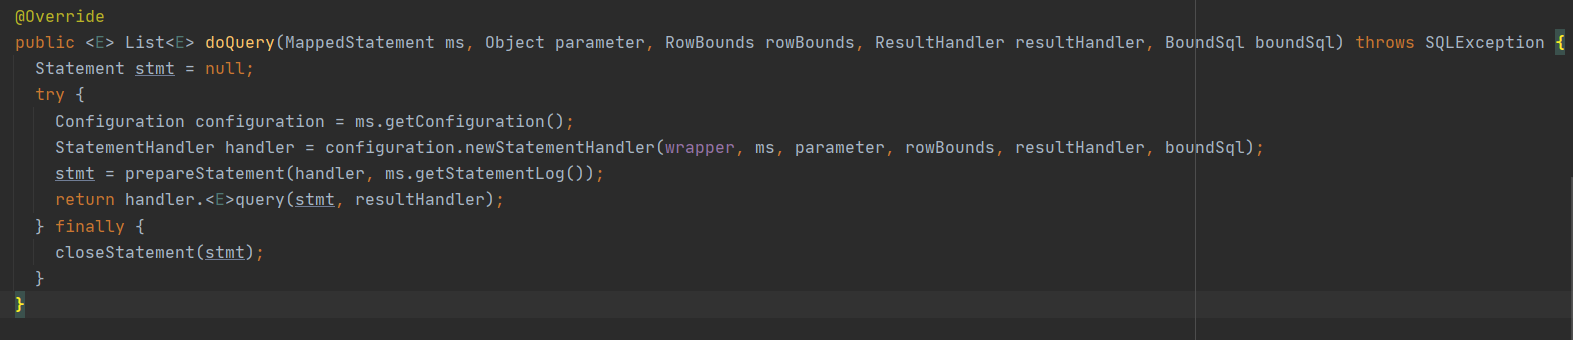 @Override
public <E> List<E> doQuery(MappedStatement ms, Object parameter, RowBounds rowBounds, ResultHandler resultHandler, BoundSql boundSql) throws SQLException {
  Statement stmt = null;
  try {
    Configuration configuration = ms.getConfiguration();
    StatementHandler handler = configuration.newStatementHandler(wrapper, ms, parameter, rowBounds, resultHandler, boundSql);
    stmt = prepareStatement(handler, ms.getStatementLog());
    return handler.<E>query(stmt, resultHandler);
  } finally {
    closeStatement(stmt);
  }
}